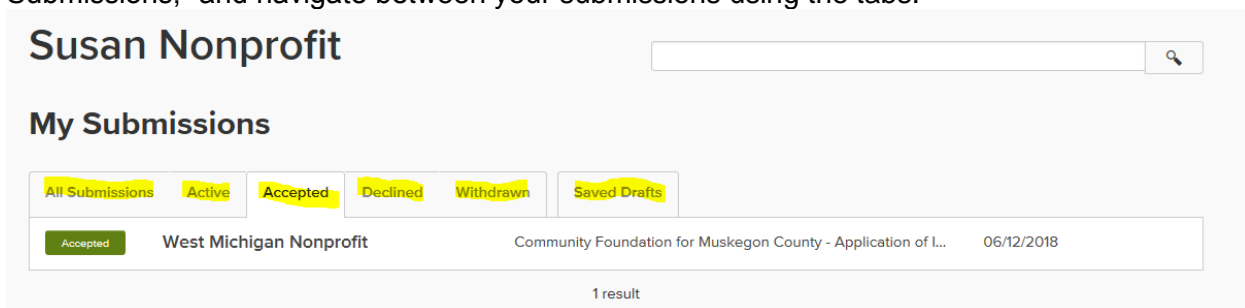 Submissions," and navigate between your submissions using the tabs.
Susan Nonprofit
My Submissions
All Submissions Active Accepted Declined Withdrawn Saved Drafts
Accepted West Michigan Nonprofit Community Foundation for Muskegon County - Application of I... 06/12/2018
1 result